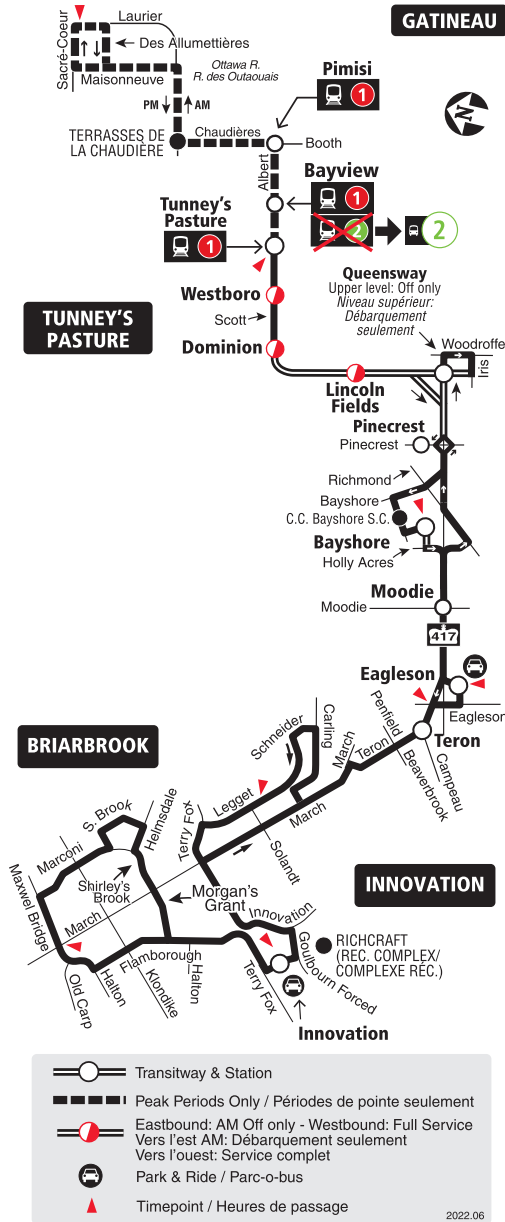 GATINEAU
Laurier
Sacré-Coeur
Des Allumettières
Maisonneuve
Ottawa R.
R. des Outaouais
PM
AM
Pimisi
1
TERRASSES DE
LA CHAUDIÈRE
Chaudières
Booth
N
Albert
Bayview
1
2
2
Tunney's
Pasture
1
Queensway
Upper level: Off only
Niveau supérieur:
Débarquement
seulement
Westboro
Scott
TUNNEY'S
PASTURE
Dominion
Woodroffe
Iris
Lincoln
Fields
Pinecrest
Pinecrest
Richmond
Bayshore
C.C. Bayshore S.C.
Bayshore
Holly Acres
Moodie
Moodie
417
Eagleson
Eagleson
Teron
BRIARBROOK
Schneider
Carling
March
Teron
Penfield
Beaverbrook
Campeau
Legget
March
Solandt
Terry Fox
S. Brook
Helmsdale
Marconi
Shirley's
Brook
Morgan's
Grant
Maxwel Bridge
March
INNOVATION
Innovation
Goulbourn Forced
RICHCRAFT
(REC. COMPLEX/
COMPLEXE RÉC.)
Flamborough
Old Carp
Halton
Klondike
Halton
Terry Fox
Innovation
Transitway & Station
Peak Periods Only / Périodes de pointe seulement
Eastbound: AM Off only - Westbound: Full Service
Vers l'est AM: Débarquement seulement
Vers l'ouest: Service complet
Park & Ride / Parc-o-bus
Timepoint / Heures de passage
2022.06